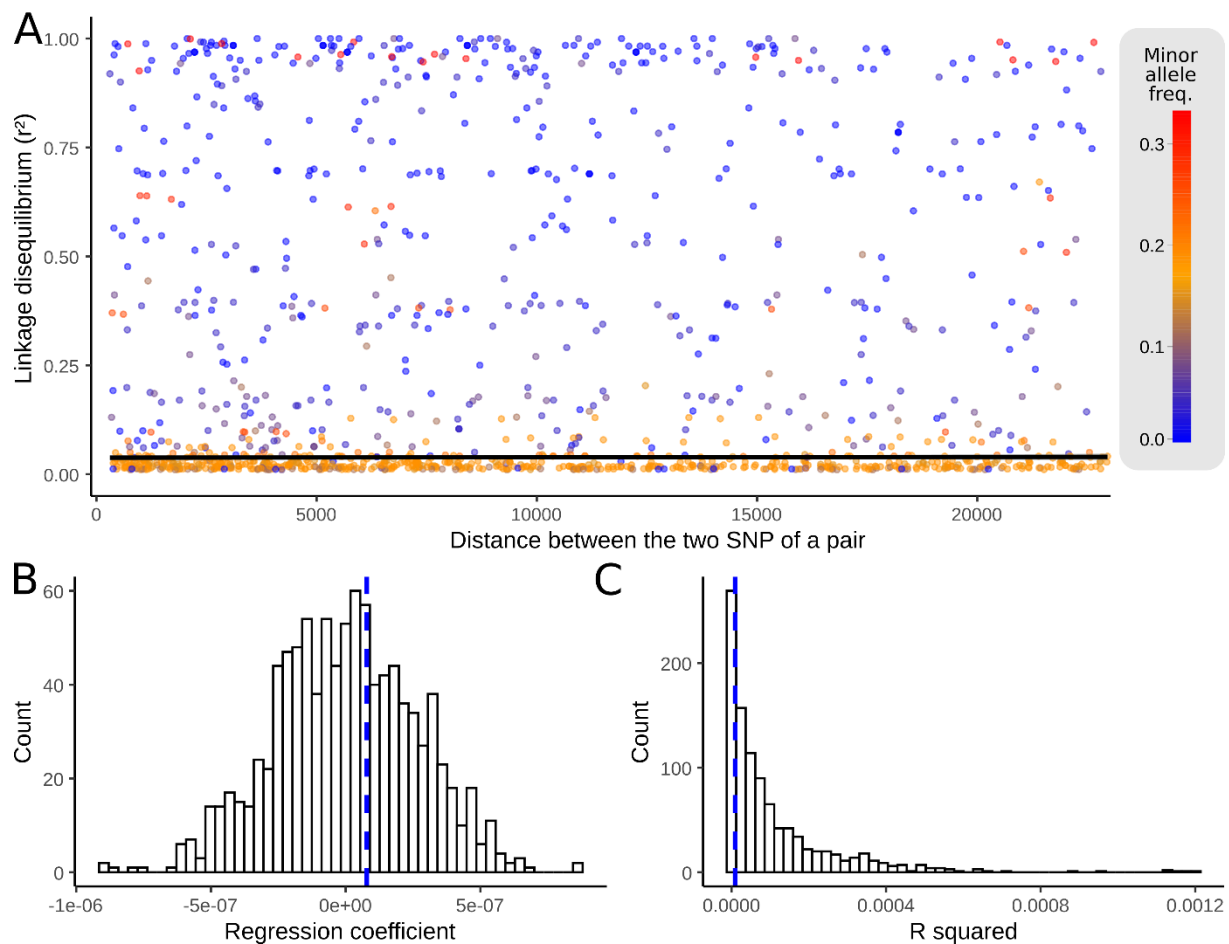 A
1.00
0.75
0.50
0.25
0.00
Linkage disequilibrium (r²)
0
5000
10000
15000
20000
Distance between the two SNP of a pair
Minor
allele
freq.
0.3
0.2
0.1
0.0
B
60
40
20
0
Count
-1e-06
-5e-07
0e+00
5e-07
Regression coefficient
C
200
100
0
Count
0.0000
0.0004
0.0008
0.0012
R squared